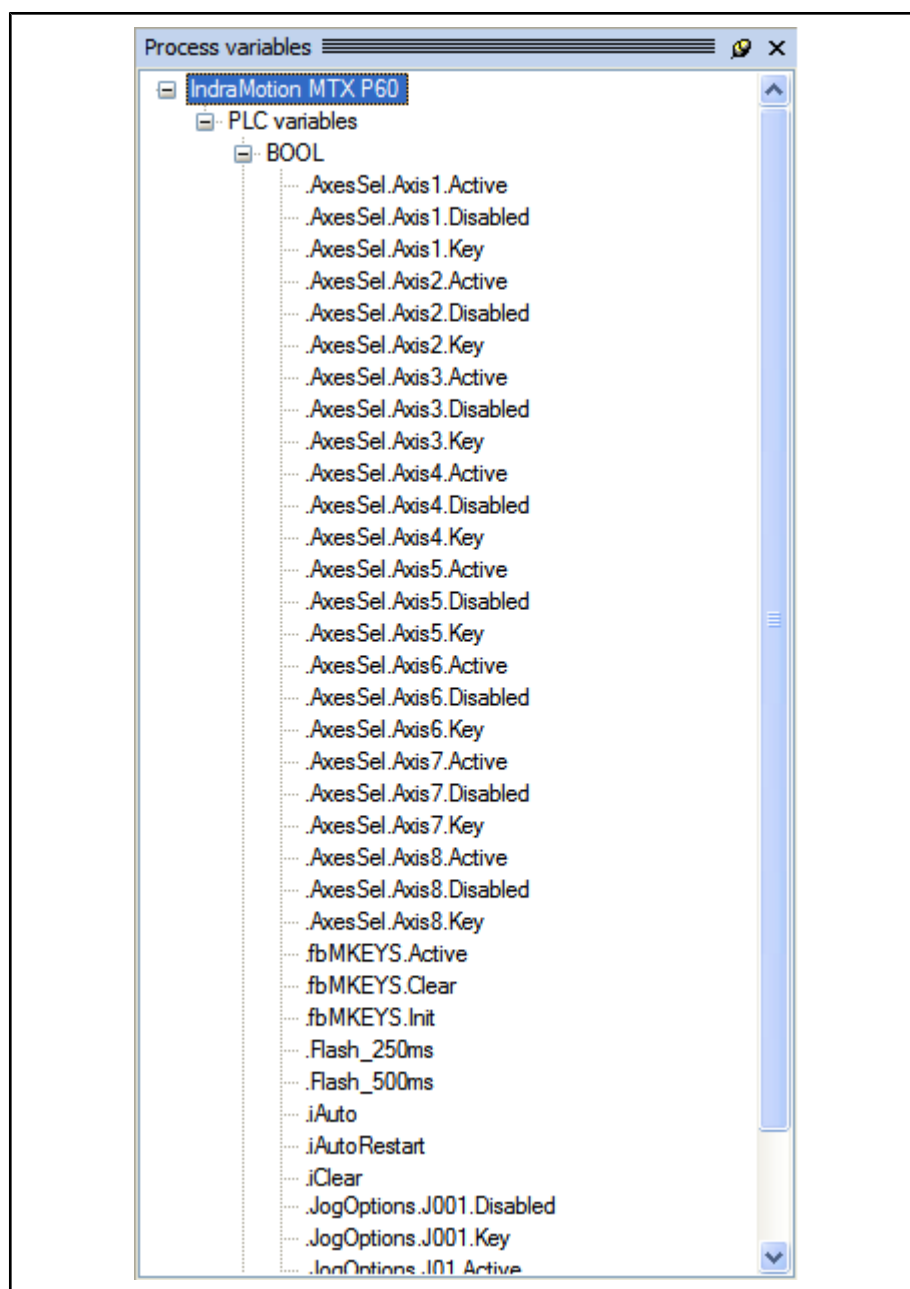 Process variables
IndraMotion MTX P60
PLC variables
BOOL
.AxesSel.Axis1.Active
.AxesSel.Axis1.Disabled
.AxesSel.Axis1.Key
.AxesSel.Axis2.Active
.AxesSel.Axis2.Disabled
.AxesSel.Axis2.Key
.AxesSel.Axis3.Active
.AxesSel.Axis3.Disabled
.AxesSel.Axis3.Key
.AxesSel.Axis4.Active
.AxesSel.Axis4.Disabled
.AxesSel.Axis4.Key
.AxesSel.Axis5.Active
.AxesSel.Axis5.Disabled
.AxesSel.Axis5.Key
.AxesSel.Axis6.Active
.AxesSel.Axis6.Disabled
.AxesSel.Axis6.Key
.AxesSel.Axis7.Active
.AxesSel.Axis7.Disabled
.AxesSel.Axis7.Key
.AxesSel.Axis8.Active
.AxesSel.Axis8.Disabled
.AxesSel.Axis8.Key
.fbMKEYS.Active
.fbMKEYS.Clear
.fbMKEYS.Init
.Flash_250ms
.Flash_500ms
.iAuto
.iAutoRestart
.iClear
.JogOptions.J001.Disabled
.JogOptions.J001.Key
.JogOptions.J01.Active